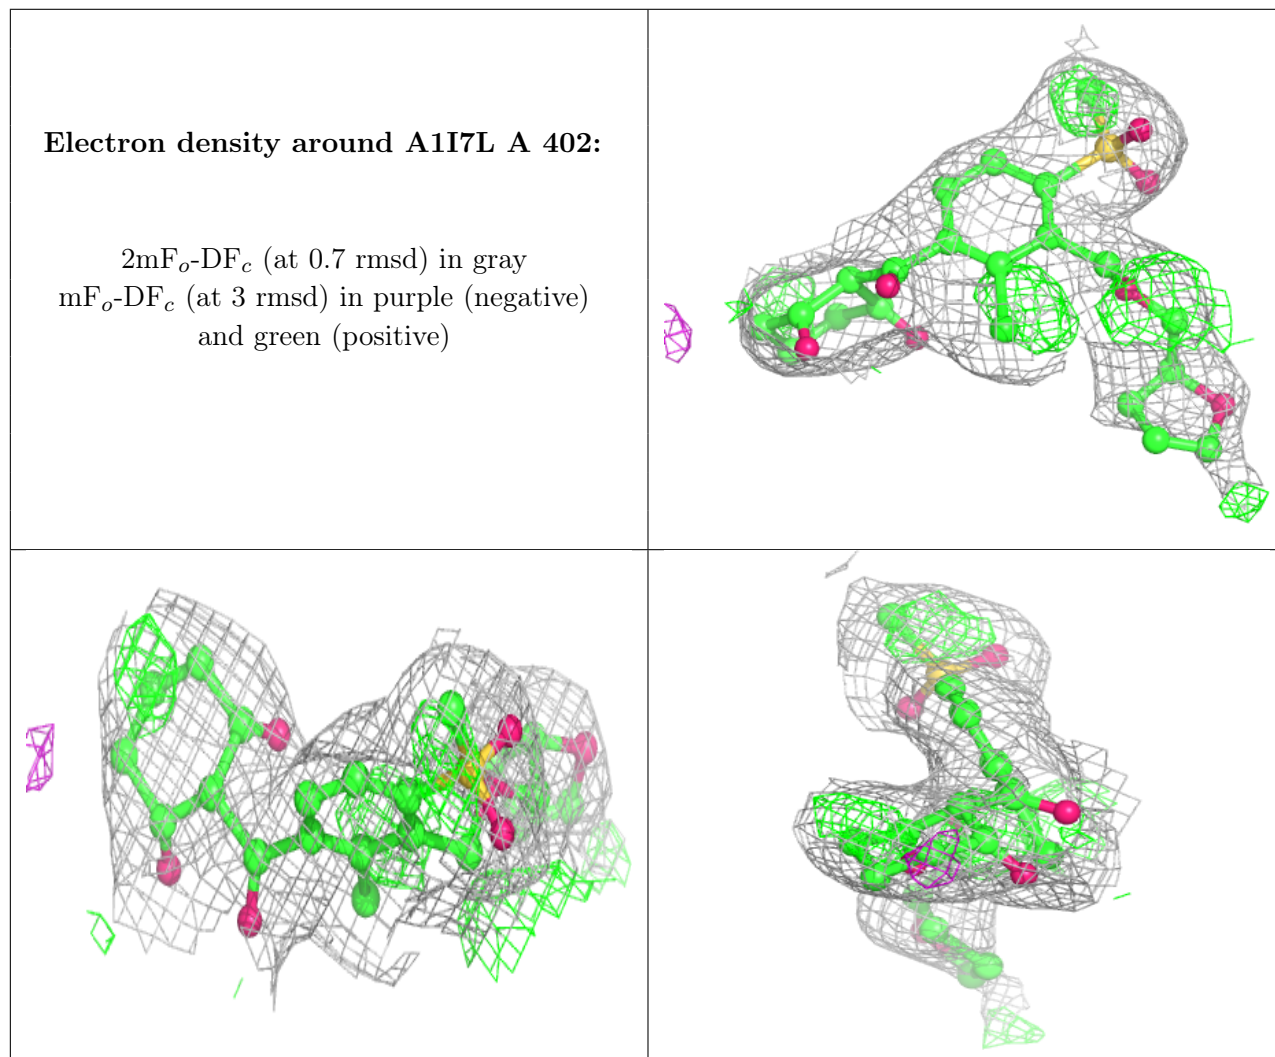 Electron density around A1I7L A 402:
2mFo-DFc (at 0.7 rmsd) in gray
mFo-DFc (at 3 rmsd) in purple (negative)
and green (positive)